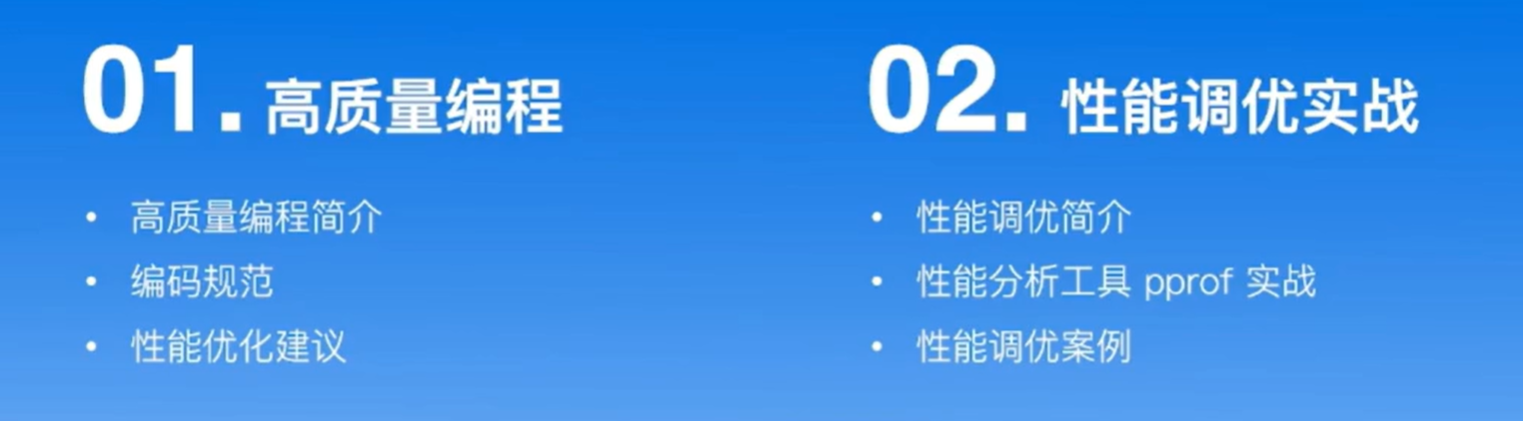 01. 高质量编程
• 高质量编程简介
• 编码规范
• 性能优化建议
02. 性能调优实战
• 性能调优简介
• 性能分析工具 pprof 实战
• 性能调优案例